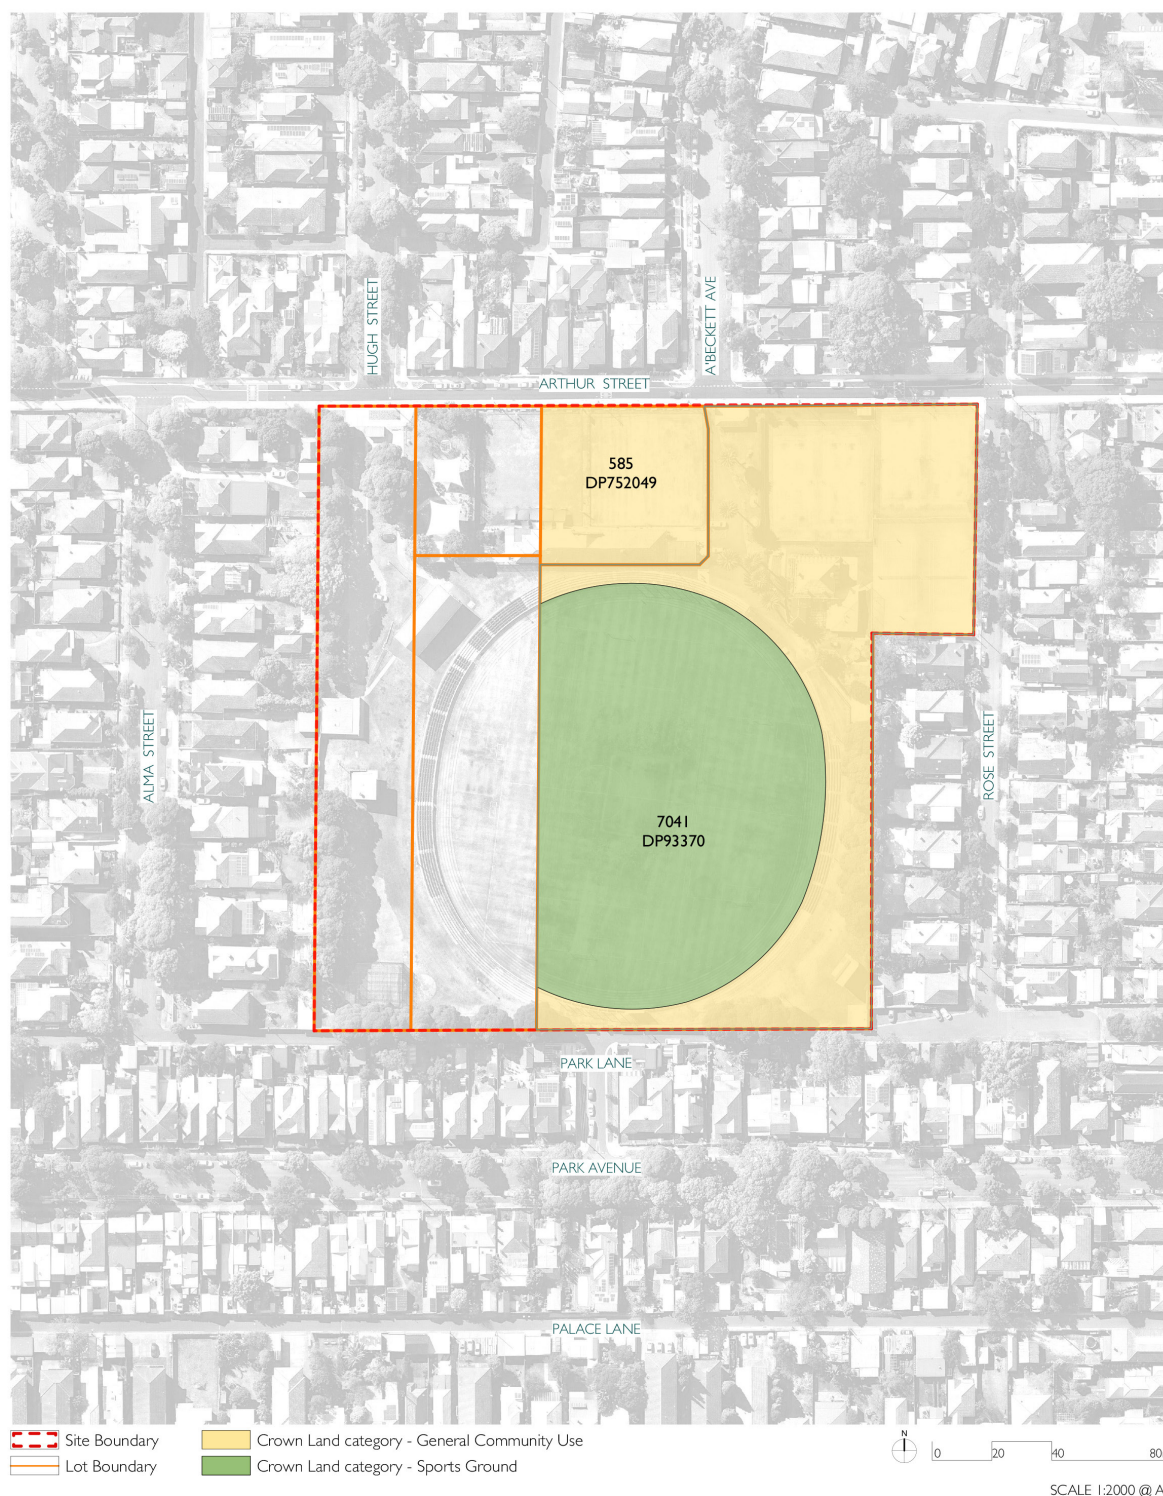 HUGH STREET
A'BECKETT AVE
ARTHUR STREET
585
DP752049
ALMA STREET
ROSE STREET
7041
DP93370
PARK LANE
PARK AVENUE
PALACE LANE
Site Boundary
Crown Land category - General Community Use
Lot Boundary
Crown Land category - Sports Ground
N
0 20 40 80
SCALE 1:2000 @ A